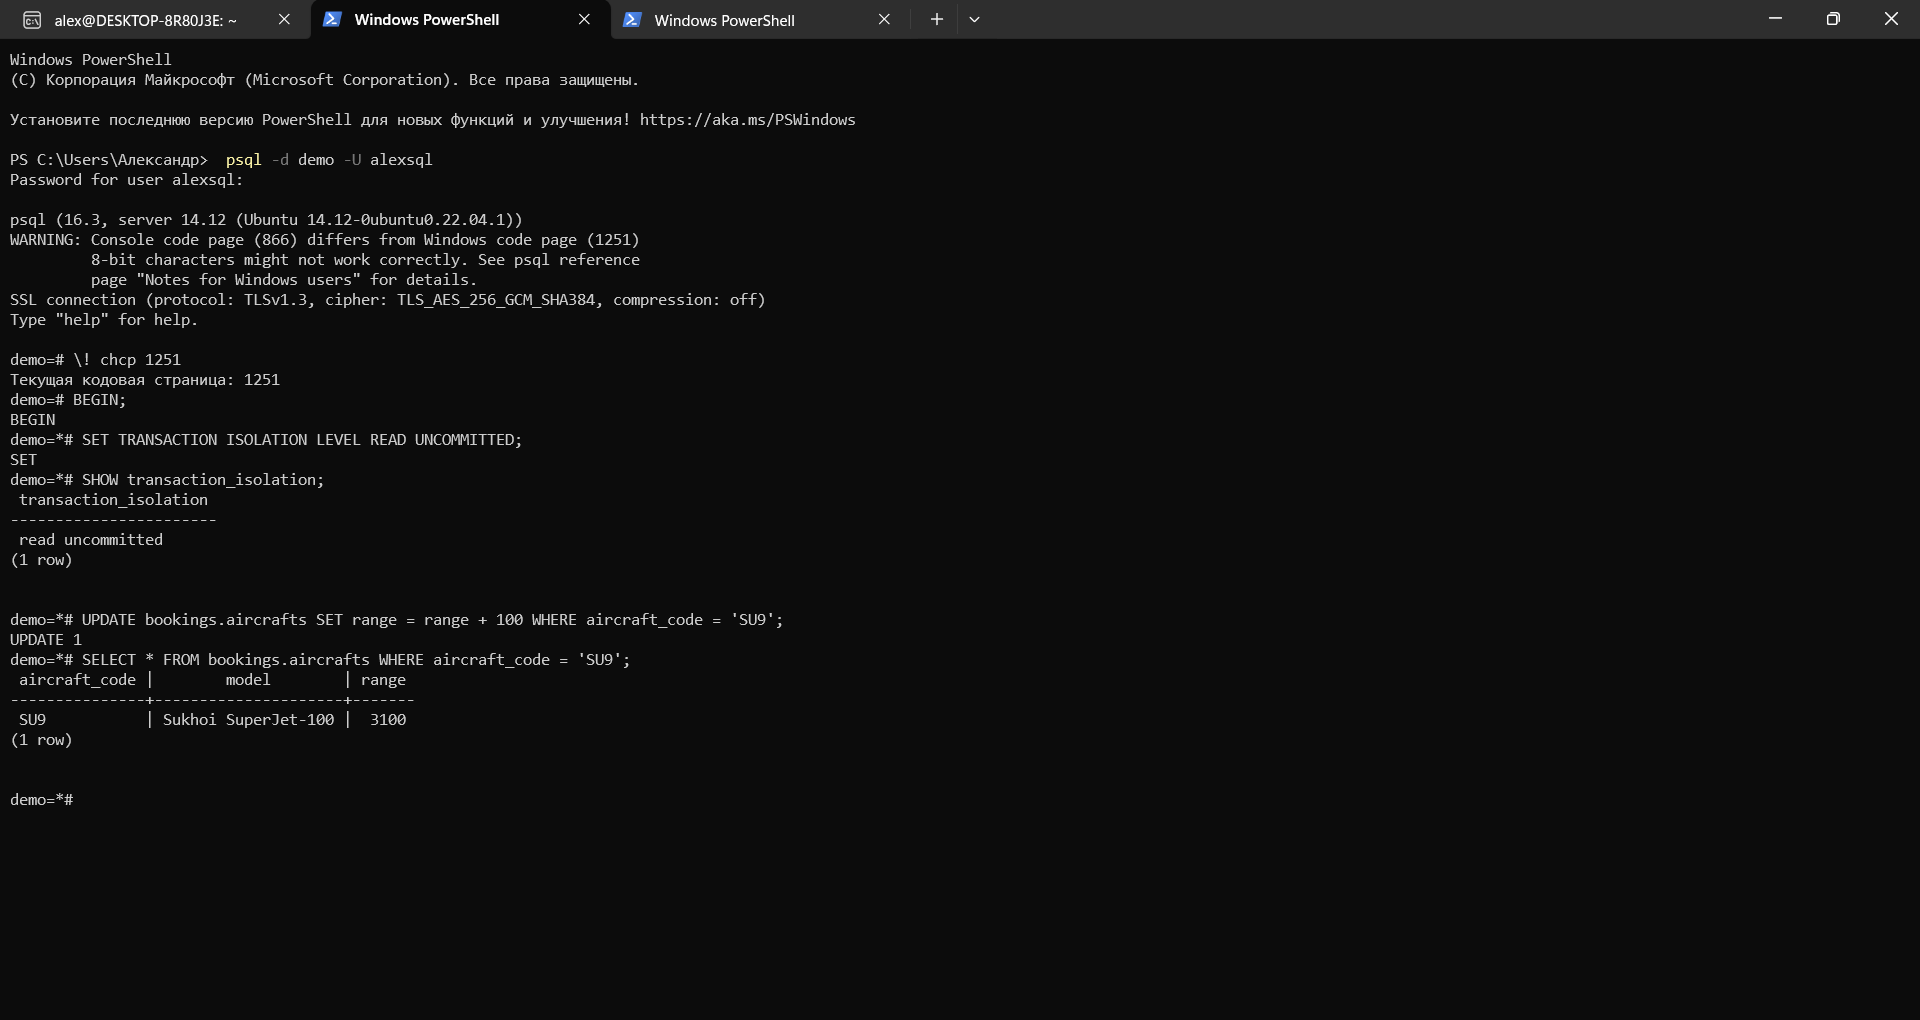 alex@DESKTOP-8R80J3E: ~
Windows PowerShell
Windows PowerShell
Windows PowerShell
(C) Корпорация Майкрософт (Microsoft Corporation). Все права защищены.
Установите последнюю версию PowerShell для новых функций и улучшения! https://aka.ms/PSWindows
PS C:\Users\Александр>  psql -d demo -U alexsql
Password for user alexsql:
psql (16.3, server 14.12 (Ubuntu 14.12-0ubuntu0.22.04.1))
WARNING: Console code page (866) differs from Windows code page (1251)
         8-bit characters might not work correctly. See psql reference
         page "Notes for Windows users" for details.
SSL connection (protocol: TLSv1.3, cipher: TLS_AES_256_GCM_SHA384, compression: off)
Type "help" for help.
demo=# \! chcp 1251
Текущая кодовая страница: 1251
demo=# BEGIN;
BEGIN
demo=*# SET TRANSACTION ISOLATION LEVEL READ UNCOMMITTED;
SET
demo=*# SHOW transaction_isolation;
 transaction_isolation
-----------------------
 read uncommitted
(1 row)
demo=*# UPDATE bookings.aircrafts SET range = range + 100 WHERE aircraft_code = 'SU9';
UPDATE 1
demo=*# SELECT * FROM bookings.aircrafts WHERE aircraft_code = 'SU9';
 aircraft_code |        model        | range
---------------+---------------------+-------
 SU9           | Sukhoi SuperJet-100 |  3100
(1 row)
demo=*#